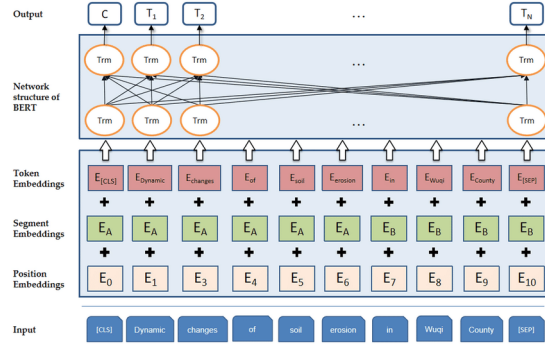 Output C T1 T2 ... TN
Trm Trm Trm Trm
Network structure of BERT
Trm Trm Trm ... Trm
Token Embeddings E[CLS] EDynamic Echanges Eof Esoil Eerosion Ein EWuqi ECounty E[SEP]
+ + + + + + + + + +
Segment Embeddings EA EA EA EA EA EA EB EB EB EB
+ + + + + + + + + +
Position Embeddings E0 E1 E3 E4 E5 E6 E7 E8 E9 E10
Input [CLS] Dynamic changes of soil erosion in Wuqi County [SEP]